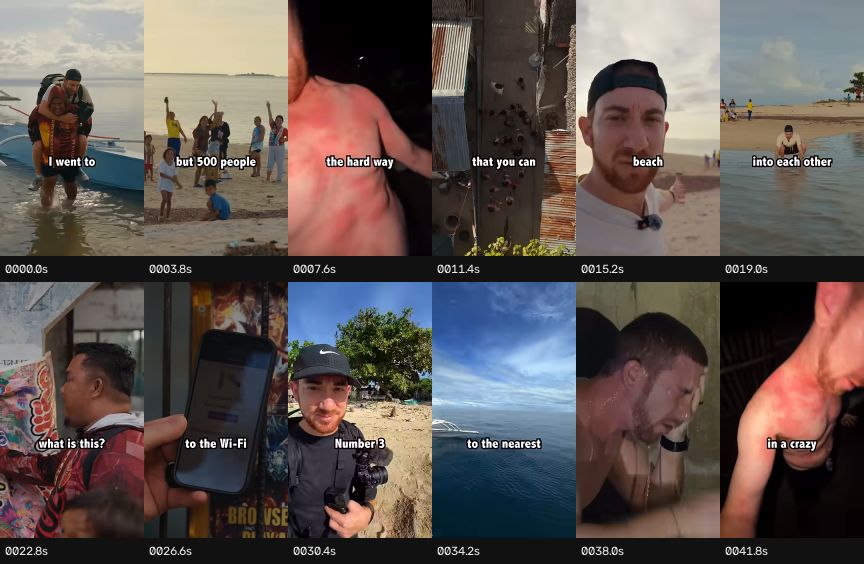 I went to
but 500 people
the hard way
that you can
beach
into each other
0000.0s
0003.8s
0007.6s
0011.4s
0015.2s
0019.0s
what is this?
to the Wi-Fi
Number 3
to the nearest
in a crazy
BROWSE
0022.8s
0026.6s
0030.4s
0034.2s
0038.0s
0041.8s